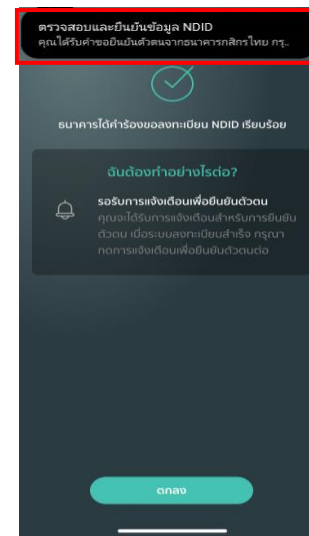 ตรวจสอบและยืนยันข้อมูล NDID
คุณได้รับคำขอยืนยันตัวตนจากธนาคารกสิกรไทย กรุ..
ธนาคารได้คำร้องขอลงทะเบียน NDID เรียบร้อย
ฉันต้องทำอย่างไรต่อ?
รอรับการแจ้งเตือนเพื่อยืนยันตัวตน
คุณจะได้รับการแจ้งเตือนสำหรับการยืนยัน
ตัวตน เมื่อระบบลงทะเบียนสำเร็จ กรุณา
กดการแจ้งเตือนเพื่อยืนยันตัวตนต่อ
ตกลง